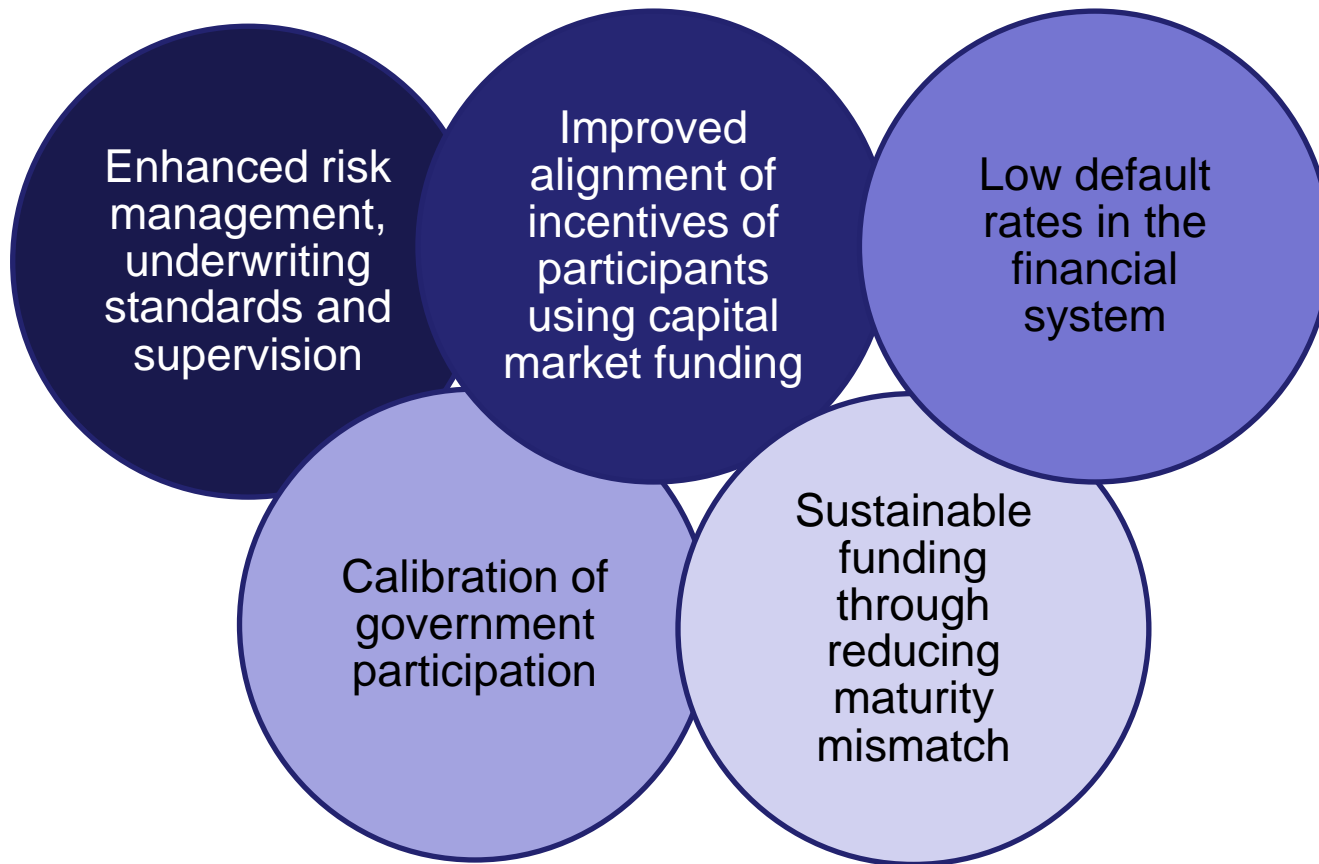 Enhanced risk
management,
underwriting
standards and
supervision
Improved
alignment of
incentives of
participants
using capital
market funding
Low default
rates in the
financial
system
Calibration of
government
participation
Sustainable
funding
through
reducing
maturity
mismatch